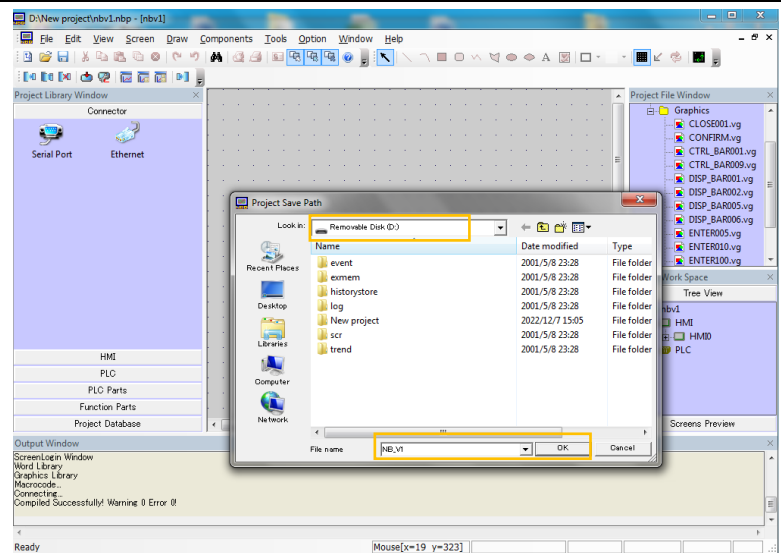 D:\New project\nbv1.nbp - [nbv1]
File Edit View Screen Draw Components Tools Option Window Help
Project Library Window
Connector
Serial Port Ethernet
HMI
PLC
PLC Parts
Function Parts
Project Database
Project File Window
Graphics
CLOSE001.vg
CONFIRM.vg
CTRL_BAR001.vg
CTRL_BAR009.vg
DISP_BAR001.vg
DISP_BAR002.vg
DISP_BAR005.vg
DISP_BAR006.vg
ENTER005.vg
ENTER010.vg
ENTER100.vg
Work Space
Tree View
nbv1
HMI
HMI0
PLC
Screens Preview
Project Save Path
Look in: Removable Disk (D:)
Recent Places
Desktop
Libraries
Computer
Network
Name Date modified Type
event 2001/5/8 23:28 File folder
exmem 2001/5/8 23:28 File folder
historystore 2001/5/8 23:28 File folder
log 2001/5/8 23:28 File folder
New project 2022/12/7 15:05 File folder
scr 2001/5/8 23:28 File folder
trend 2001/5/8 23:28 File folder
File name NB_V1 OK Cancel
Output Window
ScreenLogin Window
Word Library
Graphics Library
Macrocode...
Connecting...
Compiled Successfully! Warning 0 Error 0!
Ready Mouse[x=19 y=323]